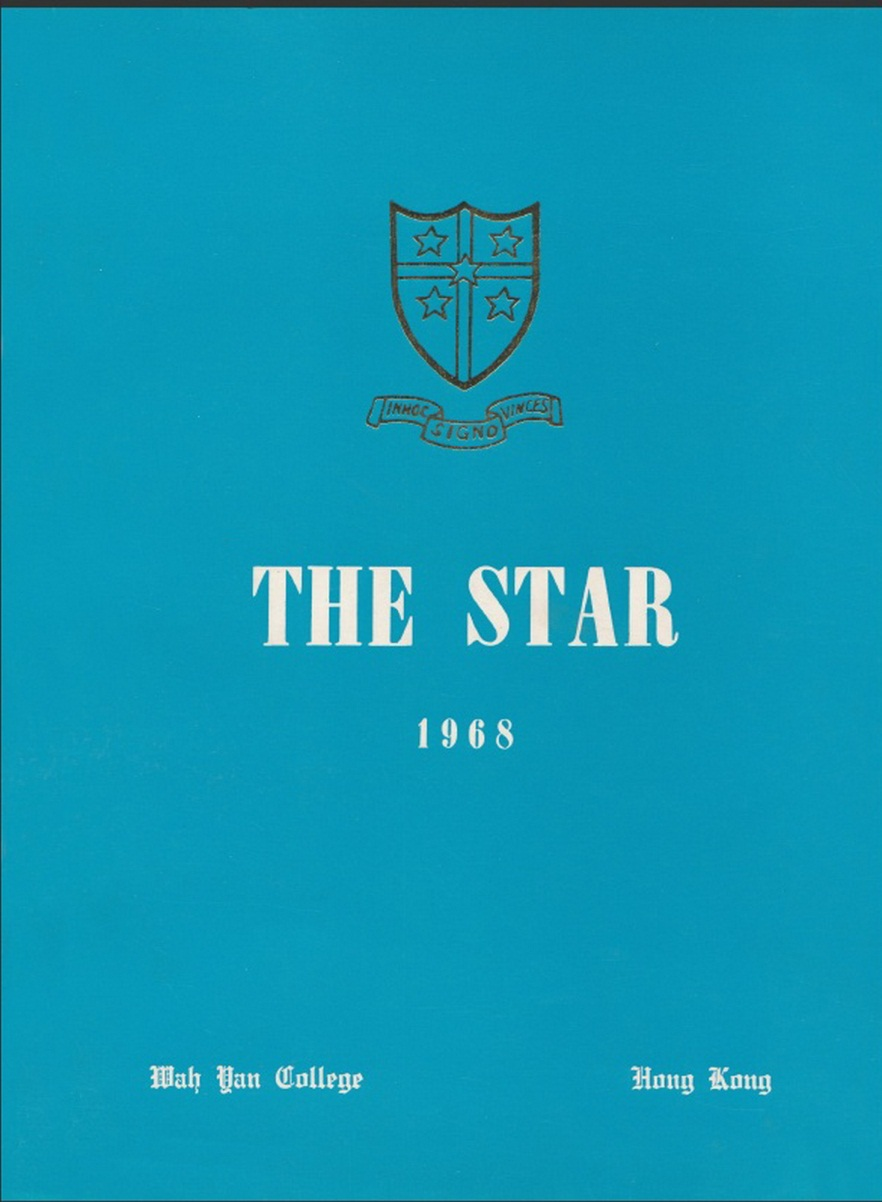 INHOC SIGNO VINCES
THE STAR
1968
Wah Yan College Hong Kong